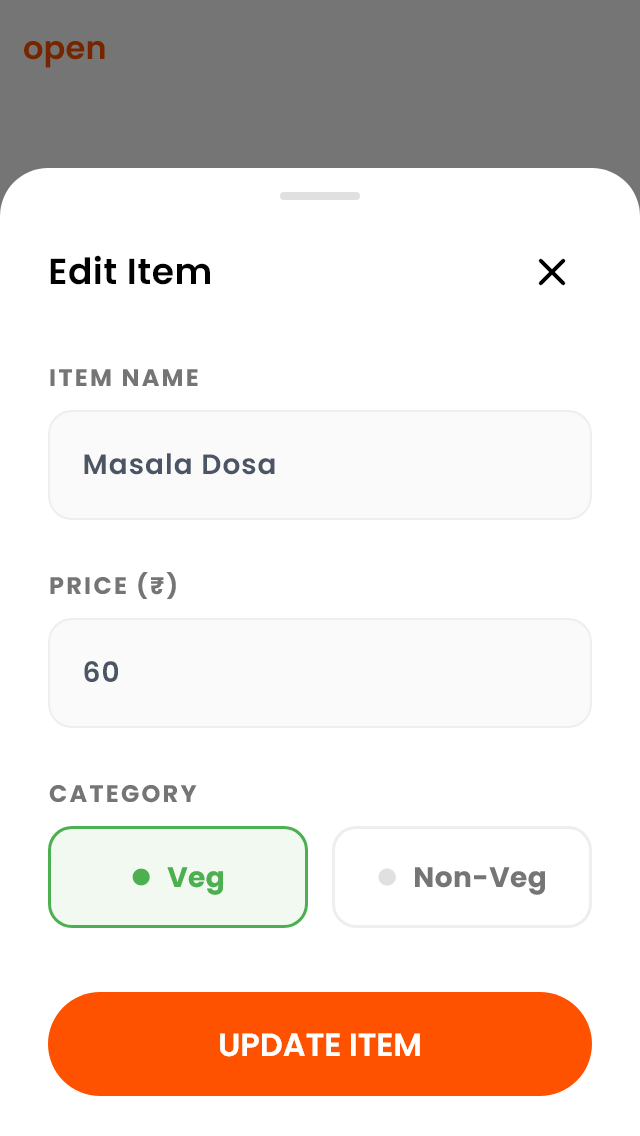 open
Edit Item
ITEM NAME
Masala Dosa
PRICE (₹)
60
CATEGORY
Veg
Non-Veg
UPDATE ITEM